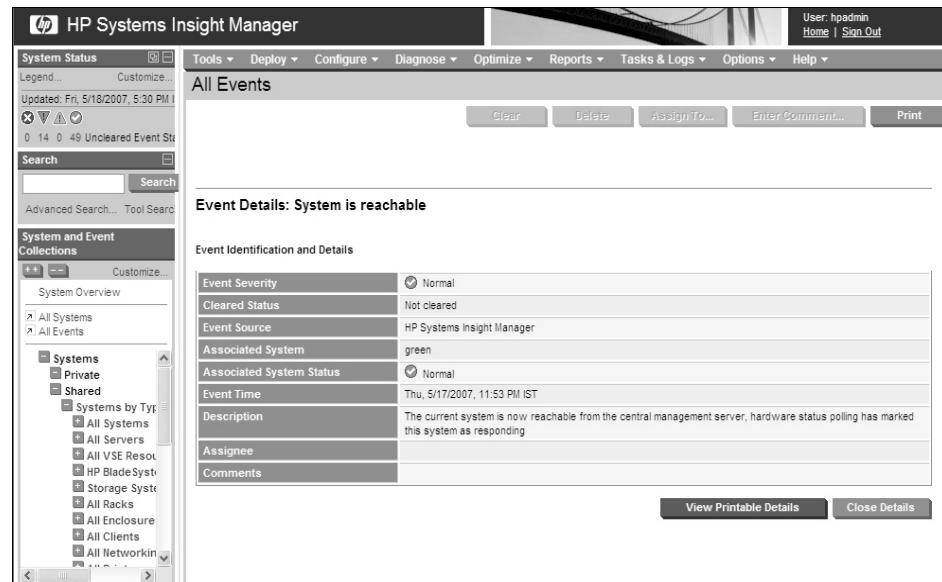 hp HP Systems Insight Manager
User: hpadmin
Home | Sign Out
System Status
Legend... Customize...
Updated: Fri, 5/18/2007, 5:30 PM
0 14 0 49 Uncleared Event Sta
Search
Search
Advanced Search... Tool Searc
System and Event
Collections
Customize...
System Overview
All Systems
All Events
Systems
Private
Shared
Systems by Typ
All Systems
All Servers
All VSE Resou
HP BladeSyst
Storage Syste
All Racks
All Enclosure
All Clients
All Networkin
Tools Deploy Configure Diagnose Optimize Reports Tasks & Logs Options Help
All Events
Clear Delete Assign To... Enter Comment... Print
Event Details: System is reachable
Event Identification and Details
Event Severity Normal
Cleared Status Not cleared
Event Source HP Systems Insight Manager
Associated System green
Associated System Status Normal
Event Time Thu, 5/17/2007, 11:53 PM IST
Description The current system is now reachable from the central management server, hardware status polling has marked
this system as responding
Assignee
Comments
View Printable Details Close Details